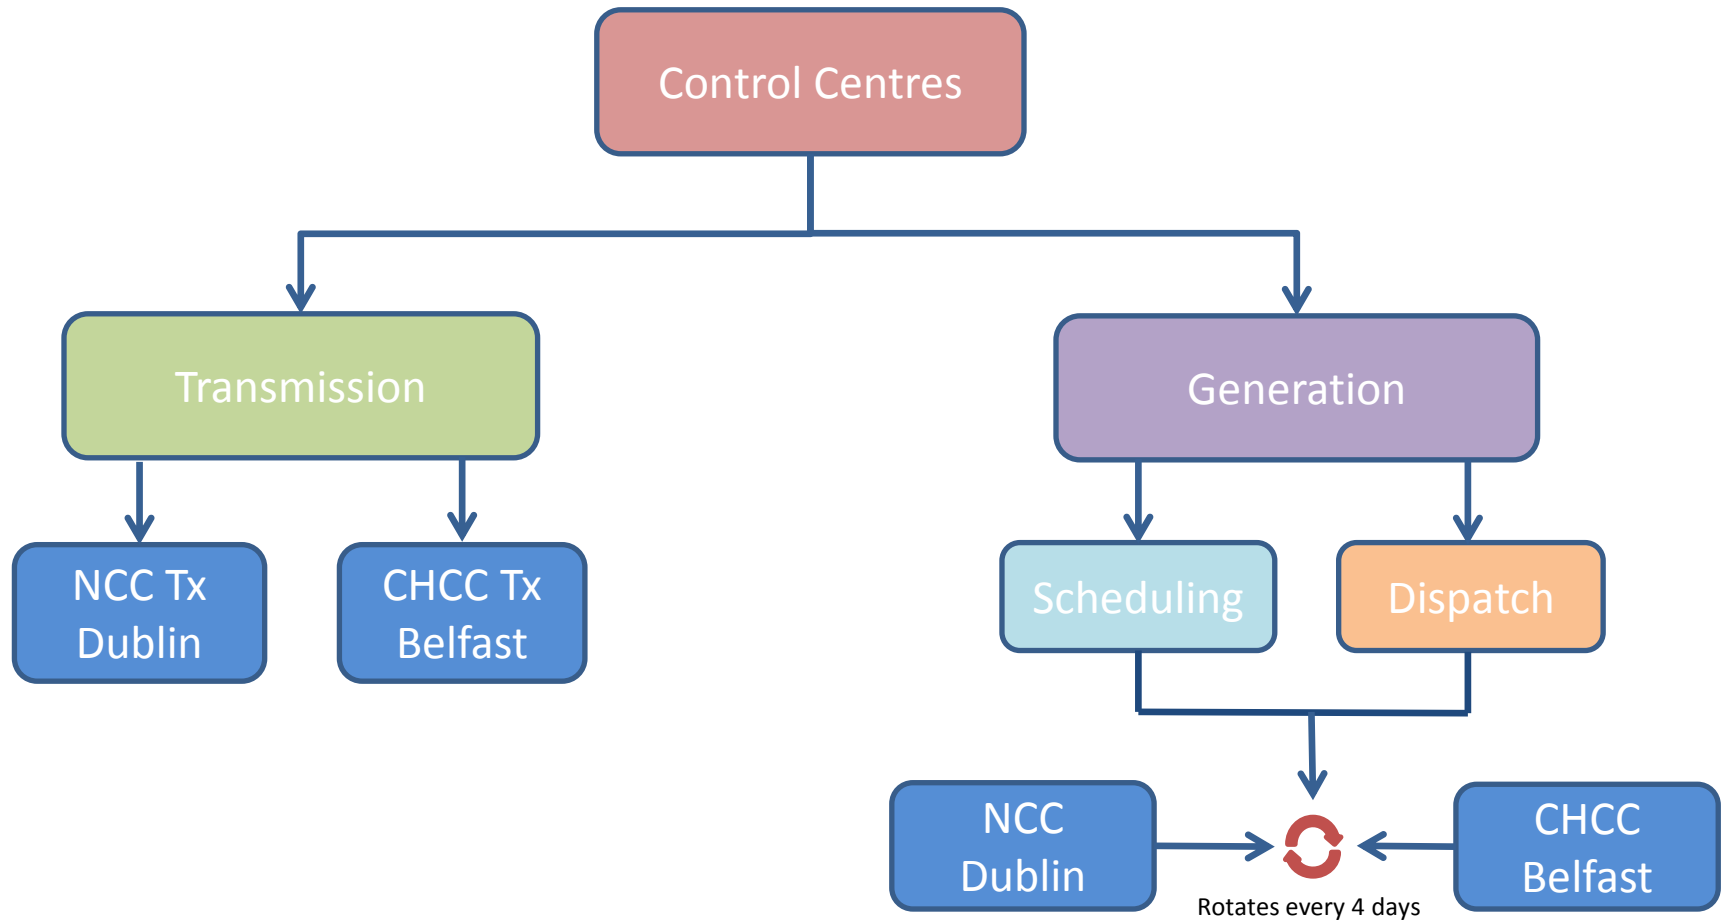 Control Centres
Transmission
Generation
NCC Tx
Dublin
CHCC Tx
Belfast
Scheduling
Dispatch
NCC
Dublin
CHCC
Belfast
Rotates every 4 days